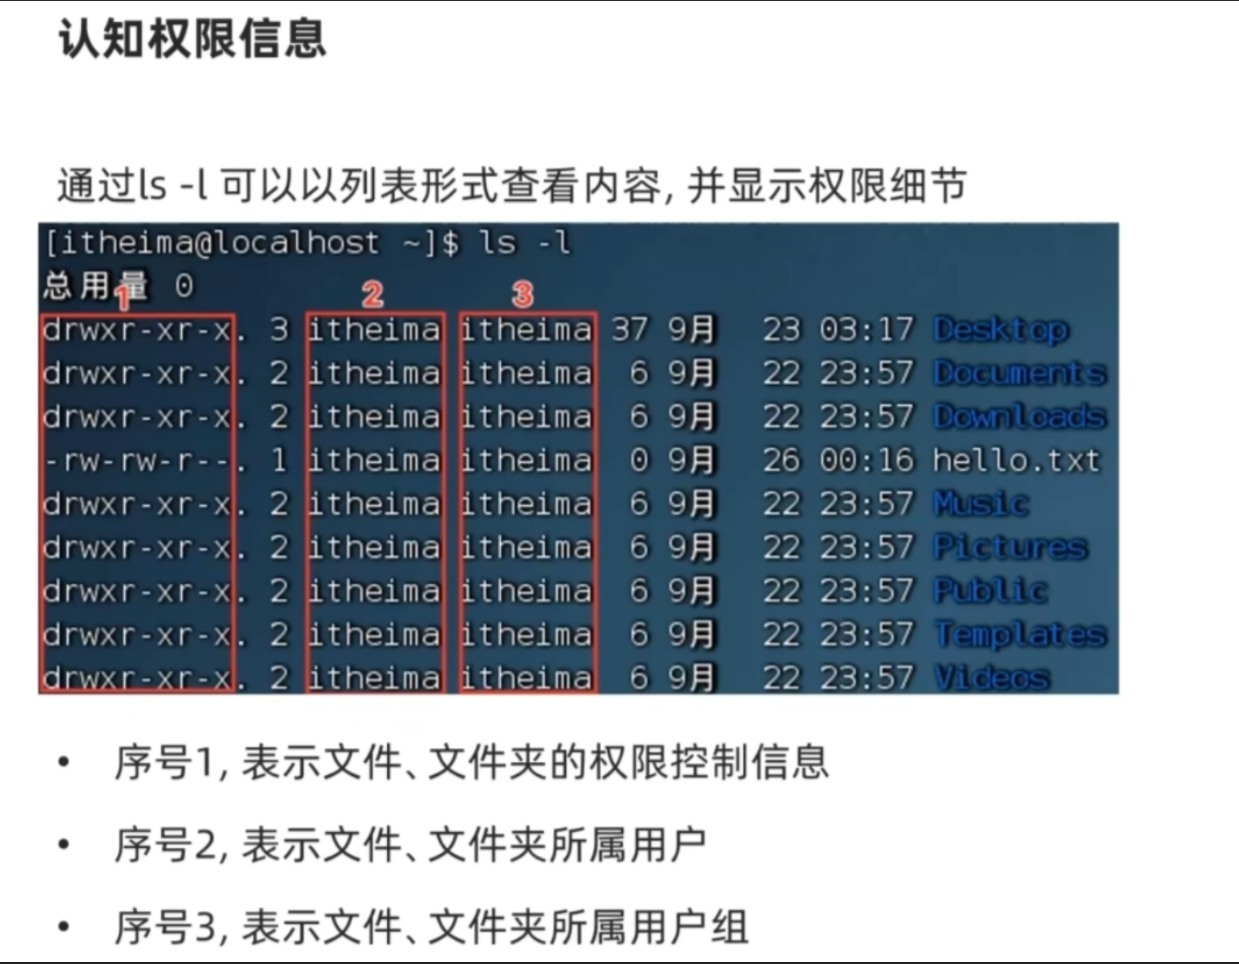 认知权限信息
通过ls -l 可以以列表形式查看内容, 并显示权限细节
[itheima@localhost ~]$ ls -l
总用量 0
1 2 3
drwxr-xr-x. 3 itheima itheima 37 9月 23 03:17 Desktop
drwxr-xr-x. 2 itheima itheima 6 9月 22 23:57 Documents
drwxr-xr-x. 2 itheima itheima 6 9月 22 23:57 Downloads
-rw-rw-r--. 1 itheima itheima 0 9月 26 00:16 hello.txt
drwxr-xr-x. 2 itheima itheima 6 9月 22 23:57 Music
drwxr-xr-x. 2 itheima itheima 6 9月 22 23:57 Pictures
drwxr-xr-x. 2 itheima itheima 6 9月 22 23:57 Public
drwxr-xr-x. 2 itheima itheima 6 9月 22 23:57 Templates
drwxr-xr-x. 2 itheima itheima 6 9月 22 23:57 Videos
• 序号1, 表示文件、文件夹的权限控制信息
• 序号2, 表示文件、文件夹所属用户
• 序号3, 表示文件、文件夹所属用户组